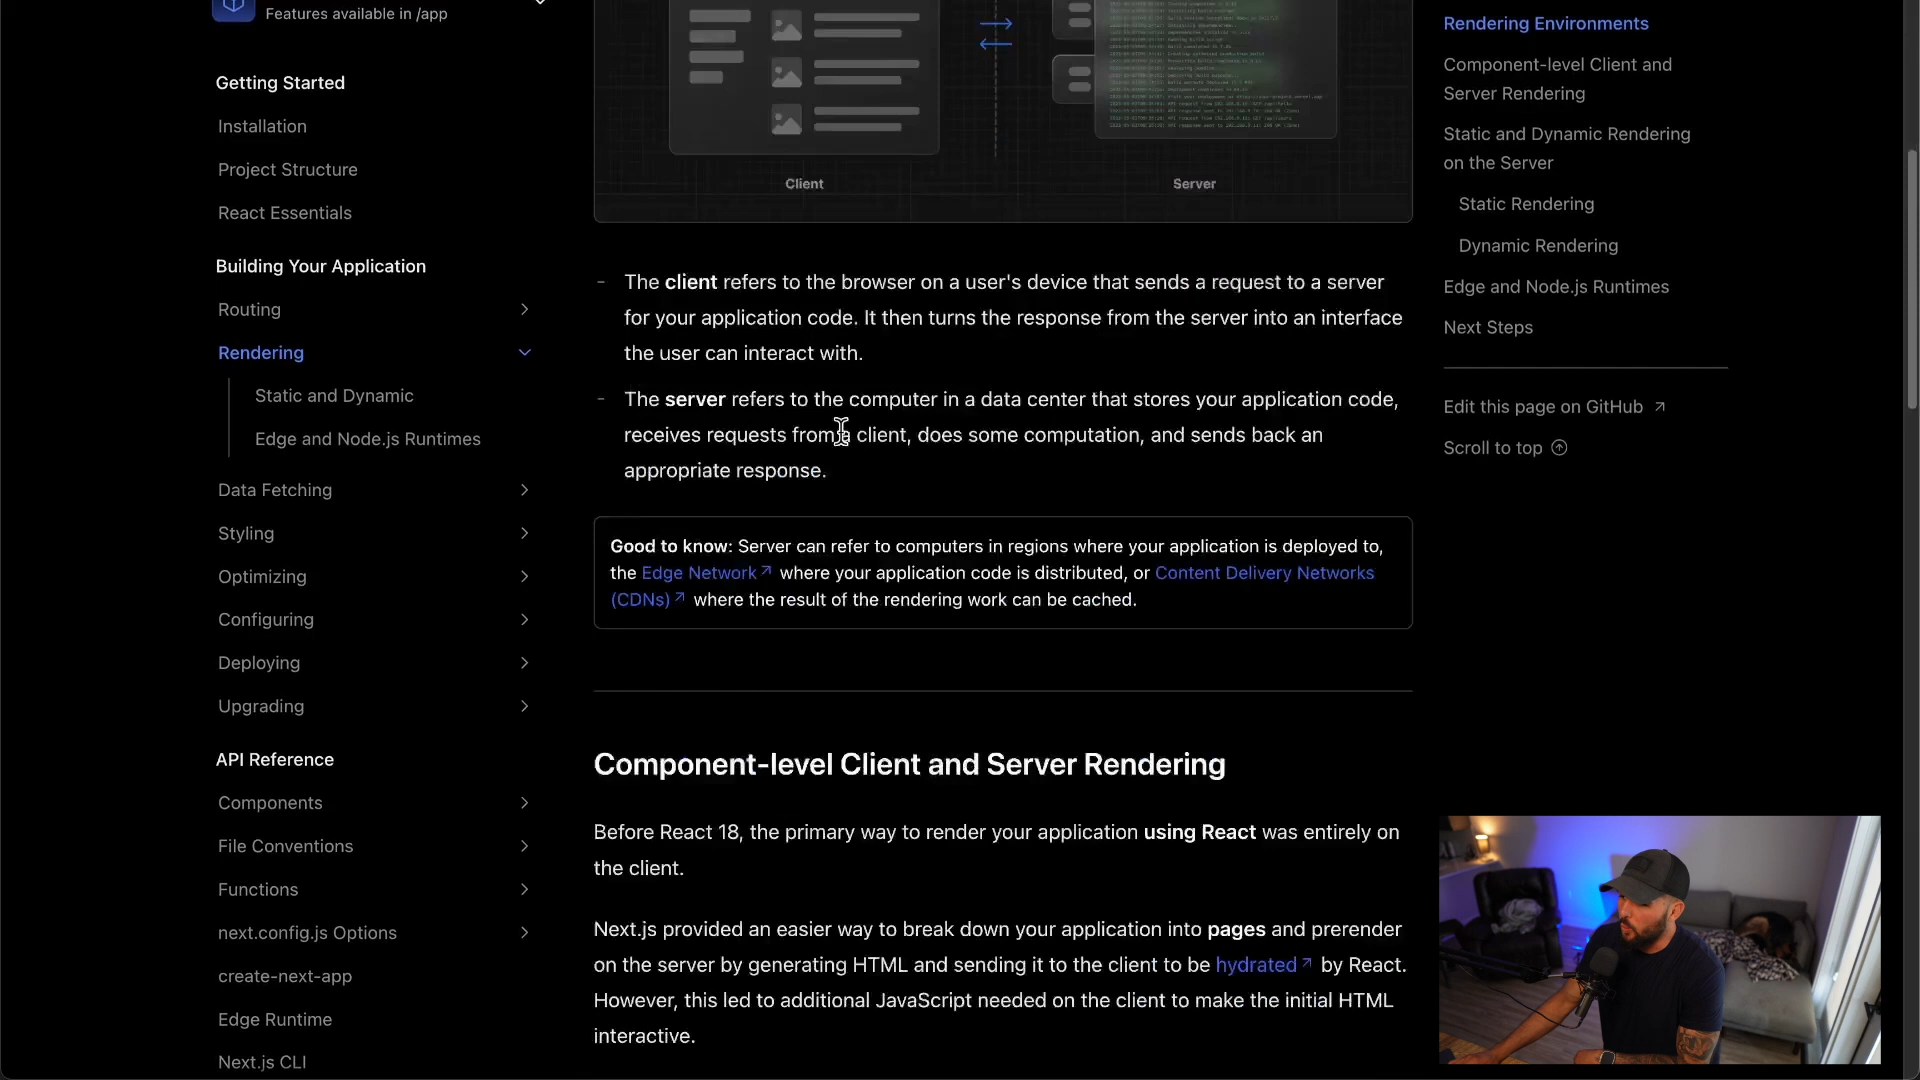 Features available in /app
Getting Started
Installation
Project Structure
React Essentials
Building Your Application
Routing
Rendering
Static and Dynamic
Edge and Node.js Runtimes
Data Fetching
Styling
Optimizing
Configuring
Deploying
Upgrading
API Reference
Components
File Conventions
Functions
next.config.js Options
create-next-app
Edge Runtime
Next.js CLI
Client
Server
- The client refers to the browser on a user's device that sends a request to a server
for your application code. It then turns the response from the server into an interface
the user can interact with.
- The server refers to the computer in a data center that stores your application code,
receives requests from a client, does some computation, and sends back an
appropriate response.
Good to know: Server can refer to computers in regions where your application is deployed to,
the Edge Network↗ where your application code is distributed, or Content Delivery Networks
(CDNs)↗ where the result of the rendering work can be cached.
Component-level Client and Server Rendering
Before React 18, the primary way to render your application using React was entirely on
the client.
Next.js provided an easier way to break down your application into pages and prerender
on the server by generating HTML and sending it to the client to be hydrated↗ by React.
However, this led to additional JavaScript needed on the client to make the initial HTML
interactive.
Rendering Environments
Component-level Client and
Server Rendering
Static and Dynamic Rendering
on the Server
Static Rendering
Dynamic Rendering
Edge and Node.js Runtimes
Next Steps
Edit this page on GitHub ↗
Scroll to top